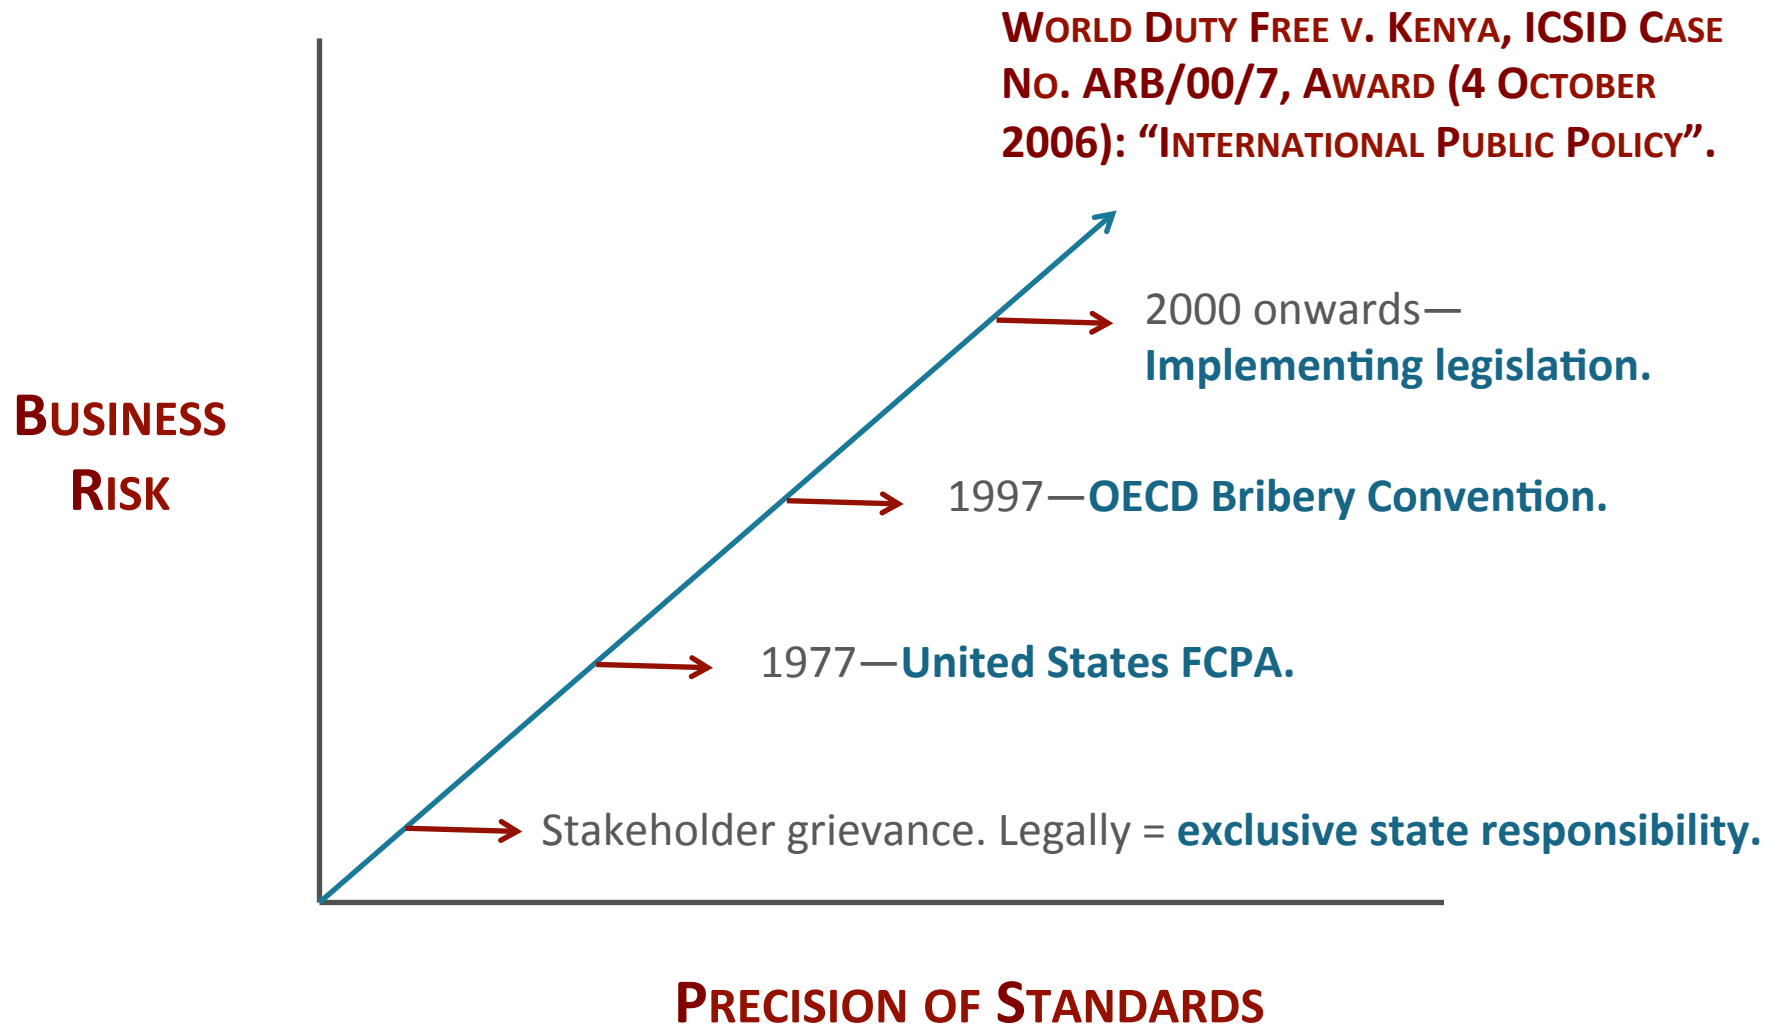 World Duty Free v. Kenya, ICSID Case
No. ARB/00/7, Award (4 October
2006): “International Public Policy”.
2000 onwards—
Implementing legislation.
Business
Risk
1997—OECD Bribery Convention.
1977—United States FCPA.
Stakeholder grievance. Legally = exclusive state responsibility.
Precision of Standards